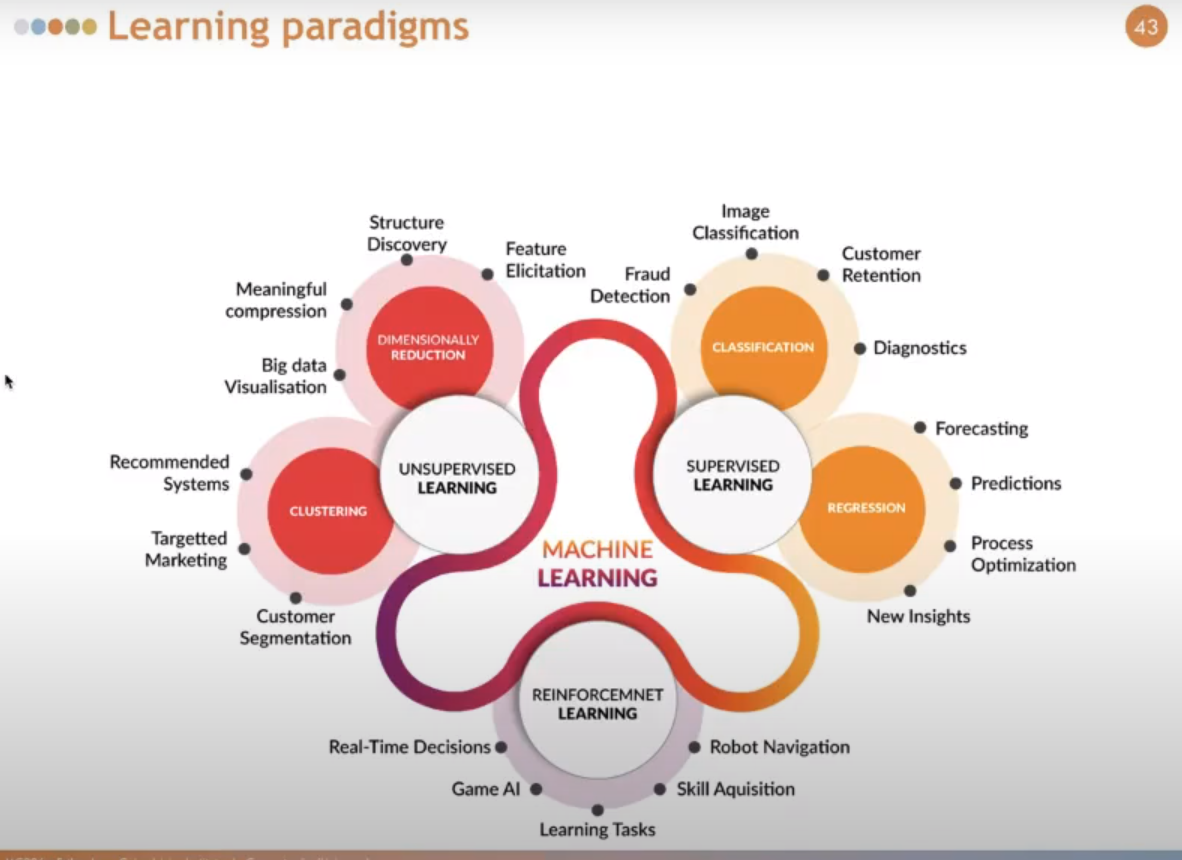 Learning paradigms
43
Structure
Discovery
Feature
Elicitation
Meaningful
compression
Big data
Visualisation
DIMENSIONALLY
REDUCTION
Recommended
Systems
Targetted
Marketing
Customer
Segmentation
CLUSTERING
UNSUPERVISED
LEARNING
Image
Classification
Fraud
Detection
Customer
Retention
Diagnostics
CLASSIFICATION
SUPERVISED
LEARNING
Forecasting
Predictions
Process
Optimization
New Insights
REGRESSION
MACHINE
LEARNING
REINFORCEMNET
LEARNING
Real-Time Decisions
Robot Navigation
Game AI
Skill Aquisition
Learning Tasks